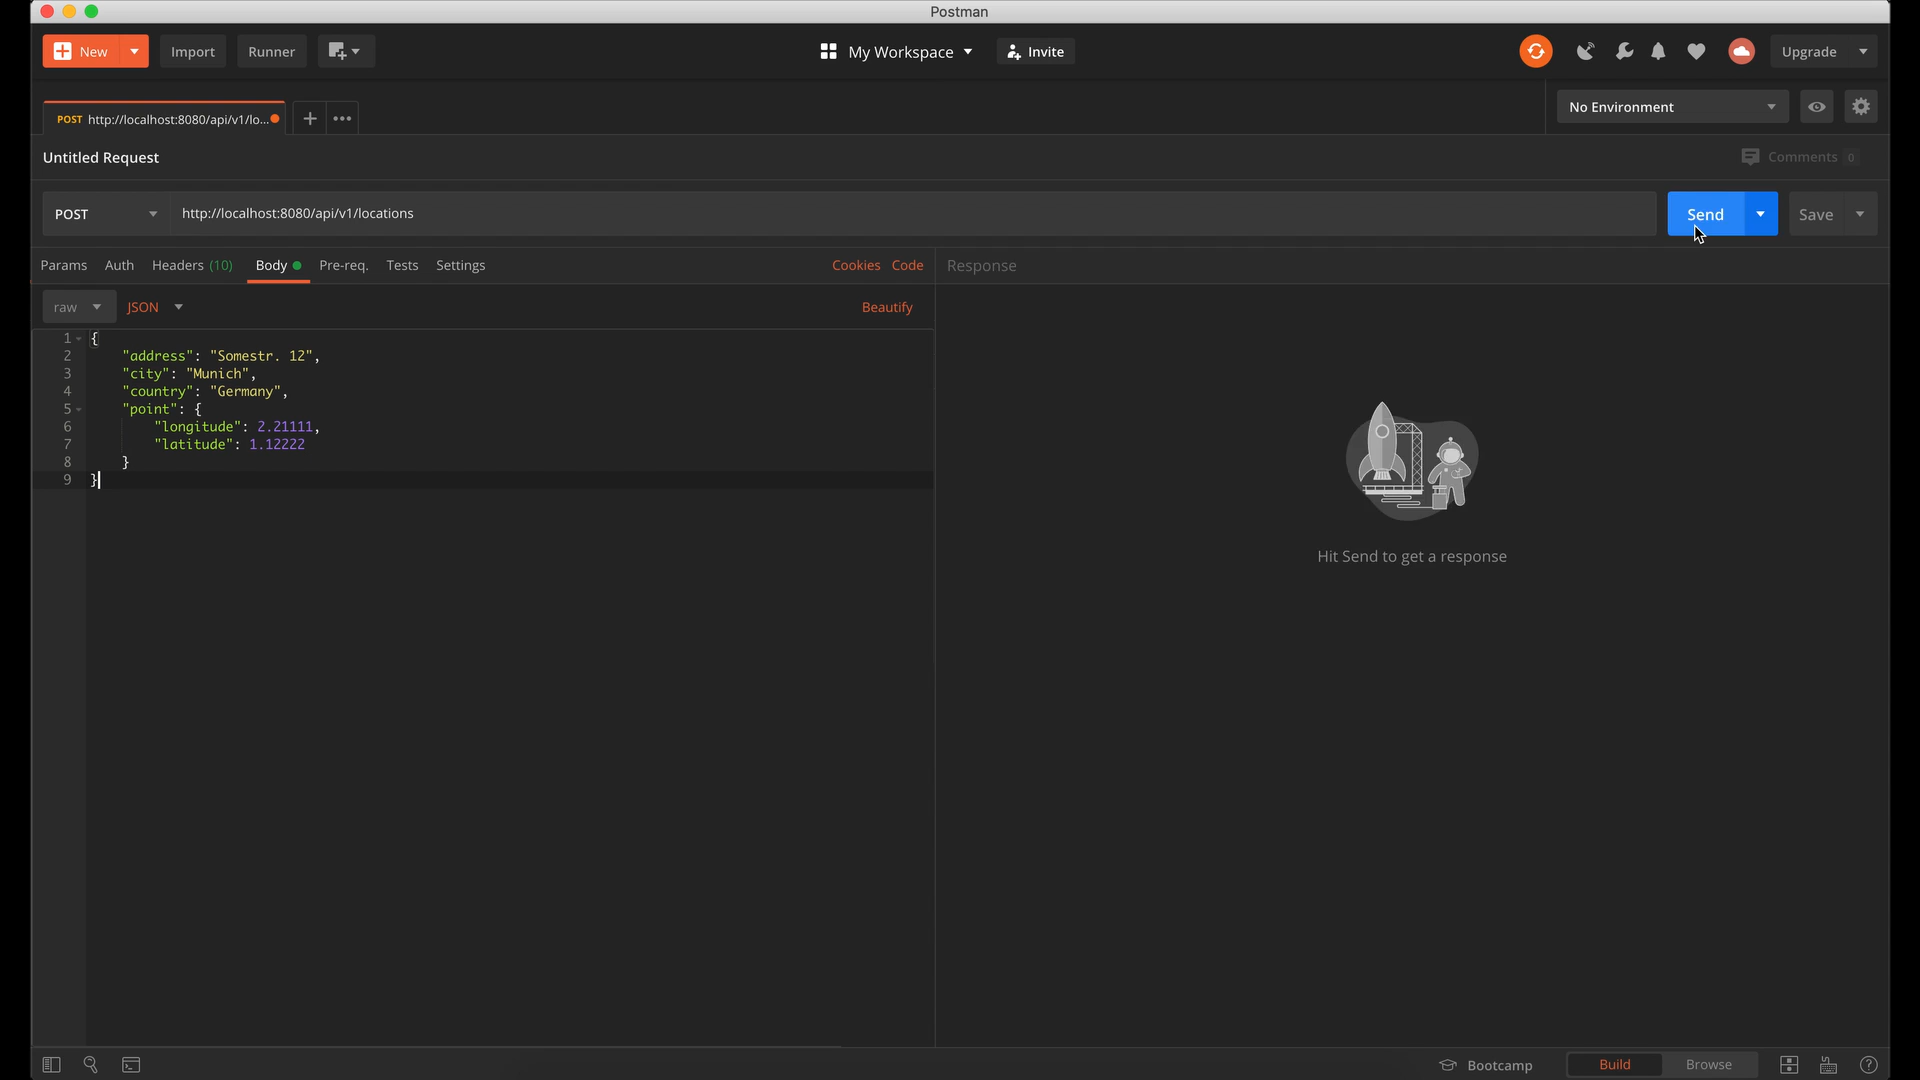 Postman
New Import Runner My Workspace Invite Upgrade
POST http://localhost:8080/api/v1/lo... No Environment
Untitled Request Comments 0
POST http://localhost:8080/api/v1/locations Send Save
Params Auth Headers (10) Body Pre-req. Tests Settings Cookies Code Response
raw JSON Beautify
1 {
2 "address": "Somestr. 12",
3 "city": "Munich",
4 "country": "Germany",
5 "point": {
6 "longitude": 2.21111,
7 "latitude": 1.12222
8 }
9 }
Hit Send to get a response
Bootcamp Build Browse